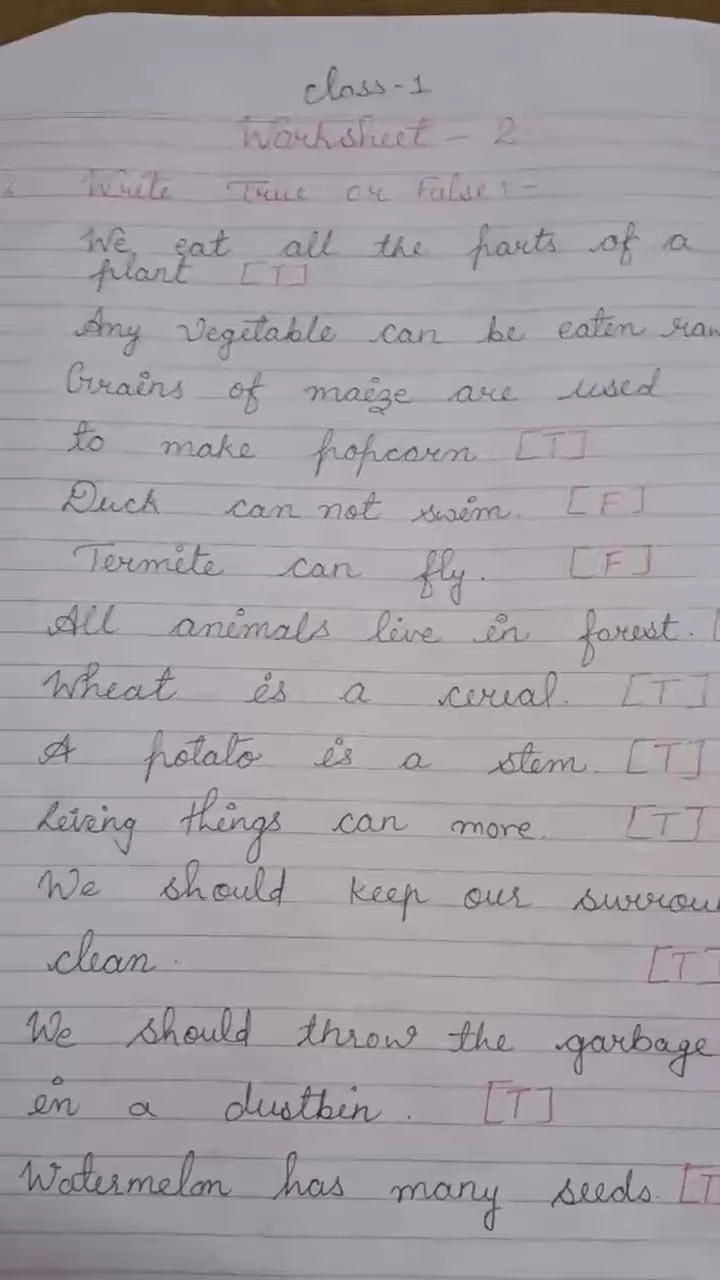 class-1
Worksheet - 2
Write True or False :-
We eat all the parts of a
plant [T]
Any vegetable can be eaten
Grains of maize are used
to make popcorn [T]
Duck can not swim. [F]
Termite can fly. [F]
All animals live in forest. [
Wheat is a cereal. [T]
A potato is a stem. [T]
Living things can more. [T]
We should keep our
clean. [T]
We should throw the garbage
in a dustbin. [T]
Watermelon has many seeds. [T